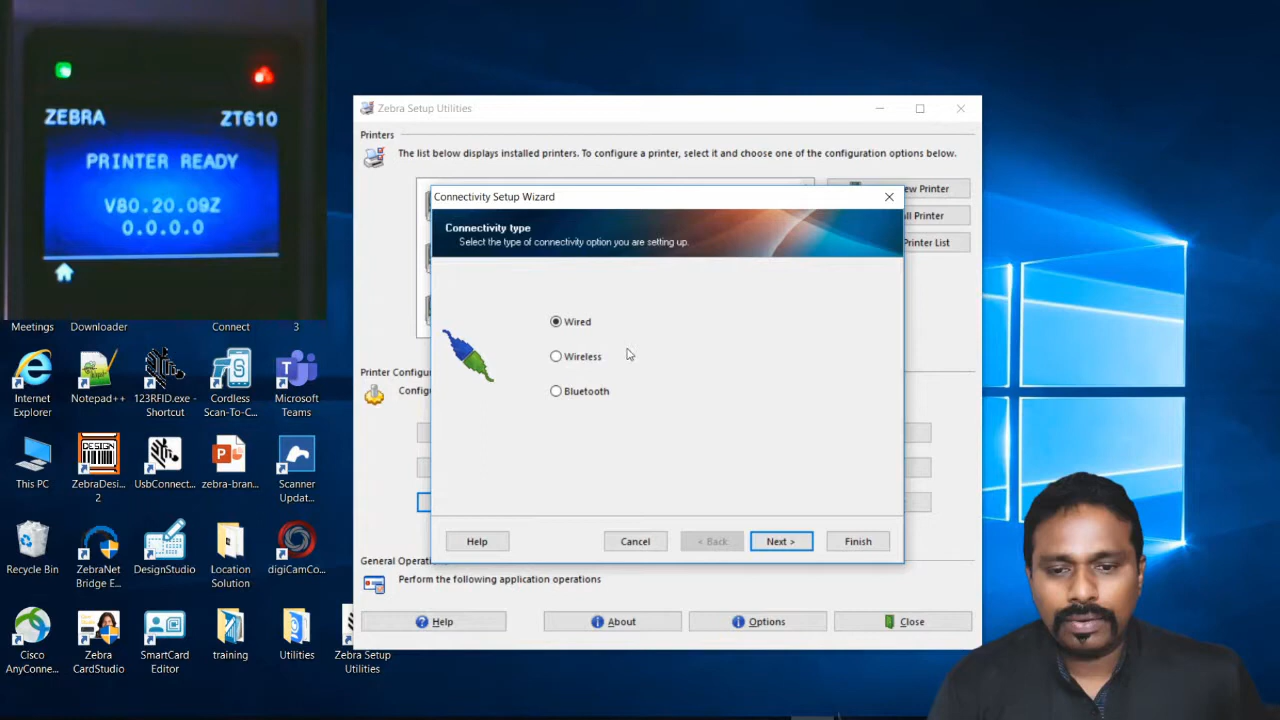 ZEBRA
ZT610
PRINTER READY
V80.20.09Z
0.0.0.0
Meetings
Downloader
Connect
3
Internet
Explorer
Notepad++
123RFID.exe -
Shortcut
Cordless
Scan-To-C...
Microsoft
Teams
DESIGN
This PC
ZebraDesi...
2
UsbConnect...
zebra-bran...
Scanner
Updat...
Recycle Bin
ZebraNet
Bridge E...
DesignStudio
Location
Solution
digiCamCo...
Cisco
AnyConne...
Zebra
CardStudio
SmartCard
Editor
training
Utilities
Zebra Setup
Utilities
Zebra Setup Utilities
Printers
The list below displays installed printers. To configure a printer, select it and choose one of the configuration options below.
ew Printer
ll Printer
Printer List
Connectivity Setup Wizard
Connectivity type
Select the type of connectivity option you are setting up.
Wired
Wireless
Bluetooth
Help
Cancel
< Back
Next >
Finish
Printer Configu
Config
General Operati
Perform the following application operations
Help
About
Options
Close